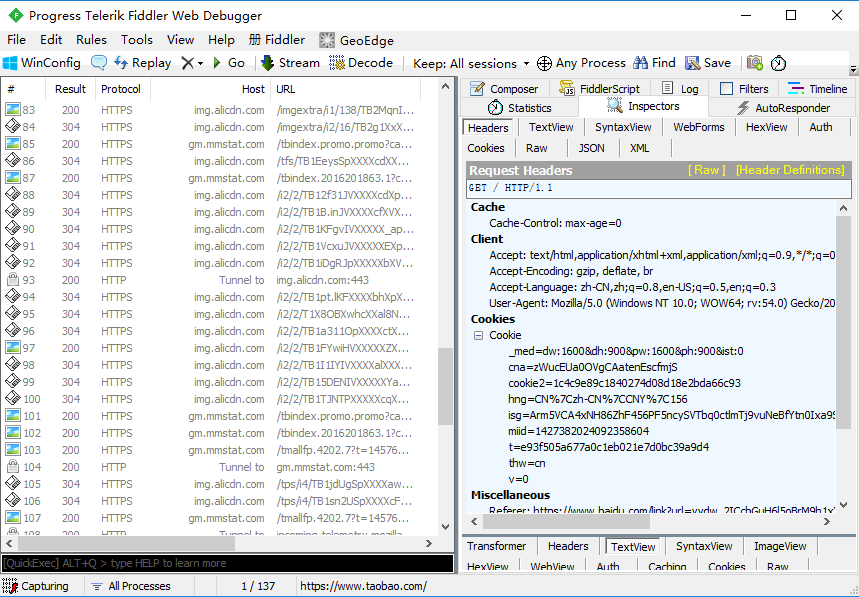 Progress Telerik Fiddler Web Debugger
File Edit Rules Tools View Help 册 Fiddler GeoEdge
WinConfig Replay Go Stream Decode Keep: All sessions Any Process Find Save
# Result Protocol Host URL
83 200 HTTPS img.alicdn.com /imgextra/i1/138/TB2MqnI...
84 304 HTTPS img.alicdn.com /imgextra/i2/16/TB2g1XxX...
85 200 HTTPS gm.mmstat.com /tbindex.promo.promo?ca...
86 304 HTTPS img.alicdn.com /tfs/TB1EeysSpXXXXcdXX...
87 200 HTTPS gm.mmstat.com /tbindex.2016201863.1?c...
88 304 HTTPS img.alicdn.com /i2/2/TB12f31JVXXXXcdXp...
89 304 HTTPS img.alicdn.com /i2/2/TB1B.inJVXXXXcfXVX...
90 304 HTTPS img.alicdn.com /i2/2/TB1KFgvIVXXXXX_ap...
91 304 HTTPS img.alicdn.com /i2/2/TB1VcxuJVXXXXXEXp...
92 304 HTTPS img.alicdn.com /i2/2/TB1iDgRJpXXXXXbXV...
93 200 HTTP Tunnel to img.alicdn.com:443
94 304 HTTPS img.alicdn.com /i2/2/TB1pt.lKFXXXXbhXpX...
95 304 HTTPS img.alicdn.com /i2/2/T1X8OBXwhcXXal8N...
96 304 HTTPS img.alicdn.com /i2/2/TB1a311OpXXXXctX...
97 200 HTTPS img.alicdn.com /i2/2/TB1FYwiHVXXXXXZX...
98 304 HTTPS img.alicdn.com /i2/2/TB1I1IYIVXXXXalXXX...
99 304 HTTPS img.alicdn.com /i2/2/TB15DENIVXXXXXYa...
100 304 HTTPS img.alicdn.com /i2/2/TB1TJNTPXXXXXcqX...
101 200 HTTPS gm.mmstat.com /tbindex.promo.promo?ca...
102 200 HTTPS gm.mmstat.com /tbindex.2016201863.1?c...
103 200 HTTPS gm.mmstat.com /tmallfp.4202.7?t=14576...
104 200 HTTP Tunnel to gm.mmstat.com:443
105 304 HTTPS img.alicdn.com /tps/i4/TB1jdUgSpXXXXaw...
106 304 HTTPS img.alicdn.com /tps/i4/TB1sn2USpXXXXcF...
107 200 HTTPS gm.mmstat.com /tmallfp.4202.7?t=14576...
108 200 HTTP Tunnel to incoming.telemetry.mozilla
[QuickExec] ALT+Q > type HELP to learn more
Capturing All Processes 1 / 137 https://www.taobao.com/
Composer FiddlerScript Log Filters Timeline
Statistics Inspectors AutoResponder
Headers TextView SyntaxView WebForms HexView Auth
Cookies Raw JSON XML
Request Headers [ Raw ] [Header Definitions]
GET / HTTP/1.1
Cache
Cache-Control: max-age=0
Client
Accept: text/html,application/xhtml+xml,application/xml;q=0.9,*/*;q=0
Accept-Encoding: gzip, deflate, br
Accept-Language: zh-CN,zh;q=0.8,en-US;q=0.5,en;q=0.3
User-Agent: Mozilla/5.0 (Windows NT 10.0; WOW64; rv:54.0) Gecko/20
Cookies
Cookie
_med=dw:1600&dh:900&pw:1600&ph:900&ist:0
cna=zWucEUa0OVgCAatenEscfmjS
cookie2=1c4c9e89c1840274d08d18e2bda66c93
hng=CN%7Czh-CN%7CCNY%7C156
isg=Arm5VCA4xNH86ZhF456PF5ncySVTbq0ctlmTj9vuNeBfYtn0Ixa9S
miid=1427382024092358604
t=e93f505a677a0c1eb021e7d0bc39a9d4
thw=cn
v=0
Miscellaneous
Referer: https://www.baidu.com/link?url=vvdw_2ICcbGuH6l5oBrM9h1x
Transformer Headers TextView SyntaxView ImageView
HexView WebView Auth Caching Cookies Raw